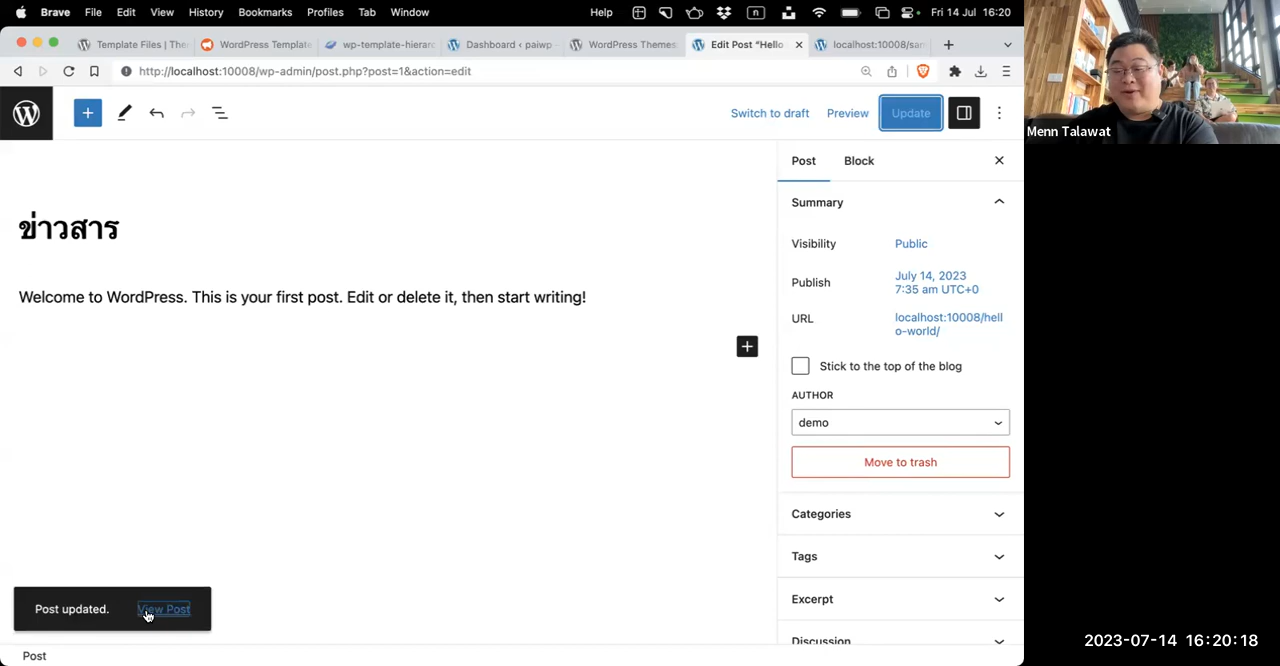 Brave File Edit View History Bookmarks Profiles Tab Window Help Fri 14 Jul 16:20
Template Files | The
WordPress Template
wp-template-hierarc
Dashboard ‹ paiwp
WordPress Themes
Edit Post “Hello
localhost:10008/san
http://localhost:10008/wp-admin/post.php?post=1&action=edit
Switch to draft Preview Update
Post Block
ข่าวสาร
Welcome to WordPress. This is your first post. Edit or delete it, then start writing!
Summary
Visibility Public
Publish July 14, 2023
7:35 am UTC+0
URL localhost:10008/hell
o-world/
Stick to the top of the blog
AUTHOR
demo
Move to trash
Categories
Tags
Excerpt
Discussion
Post updated. View Post
Post
Menn Talawat
2023-07-14 16:20:18